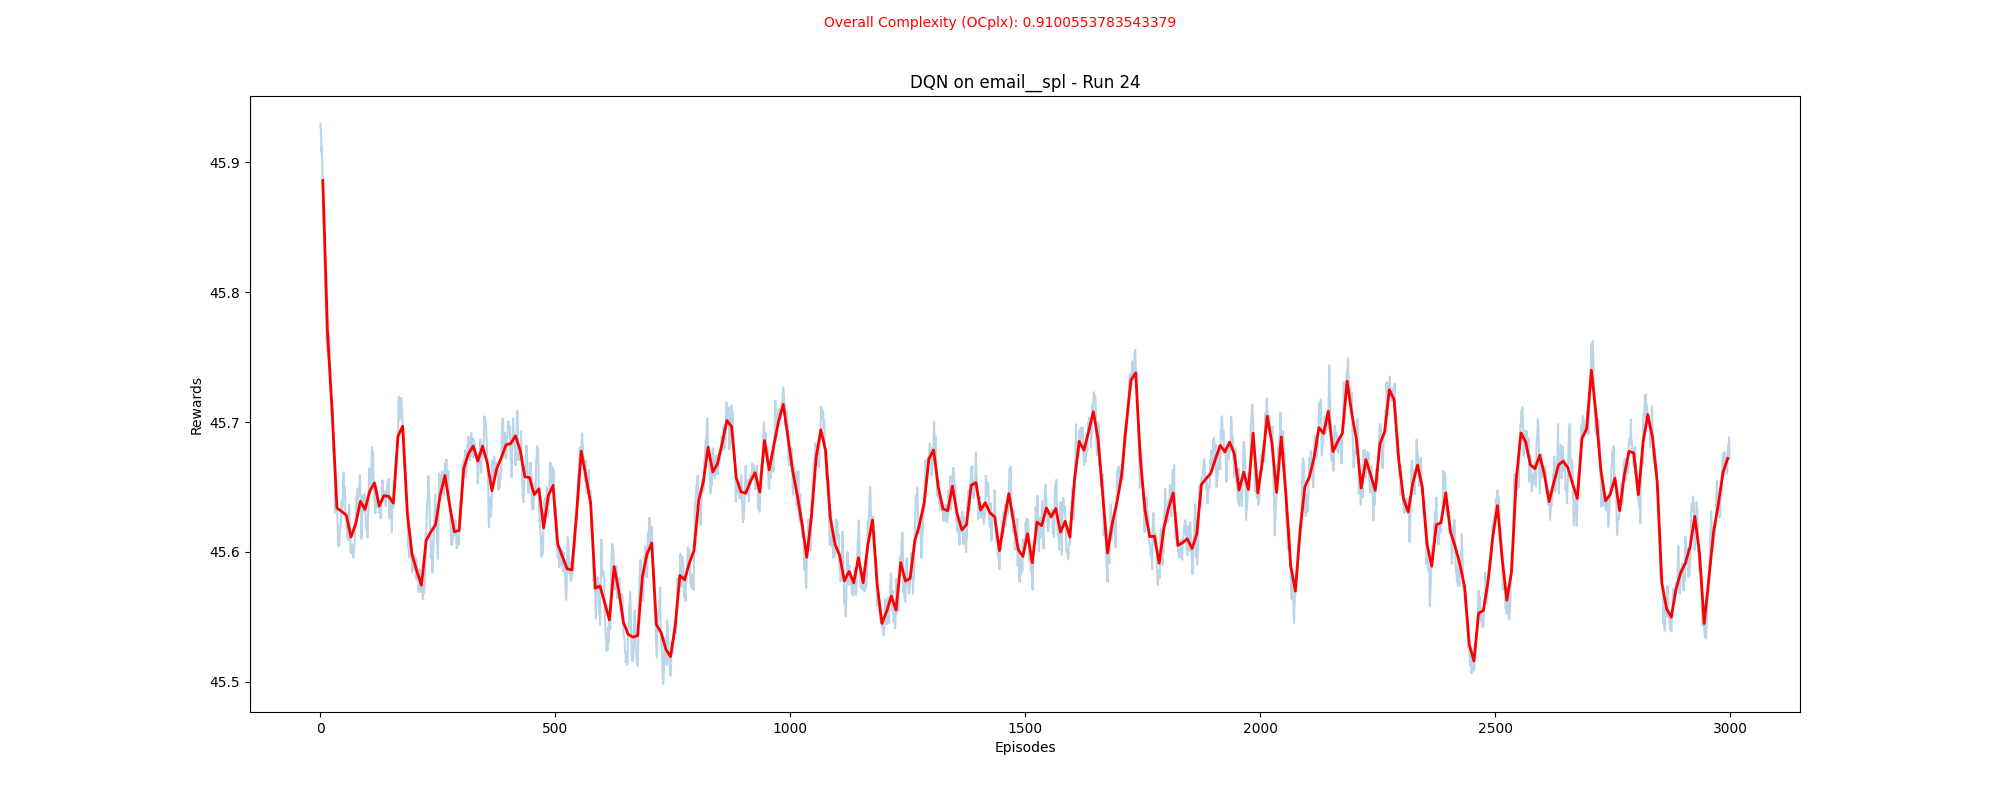 Overall Complexity (OCplx): 0.9100553783543379
DQN on email__spl - Run 24
45.9
45.8
45.7
45.6
45.5
Rewards
0 500 1000 1500 2000 2500 3000
Episodes